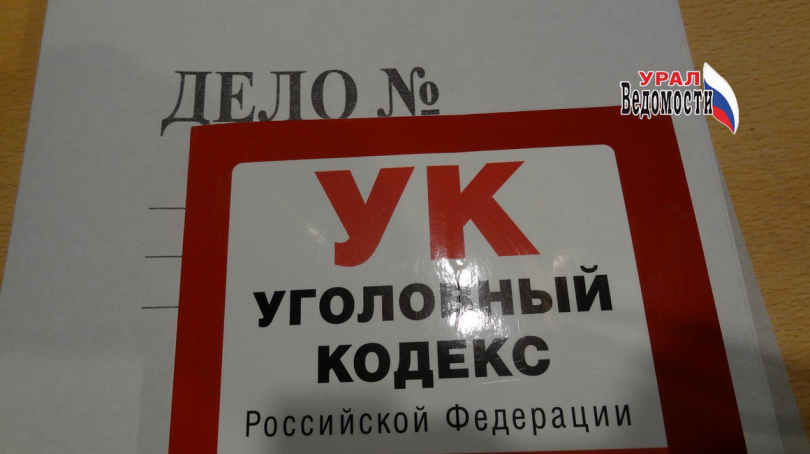 ДЕЛО №
УРАЛ
Ведомости
УК
УГОЛОВНЫЙ
КОДЕКС
Российской Федерации